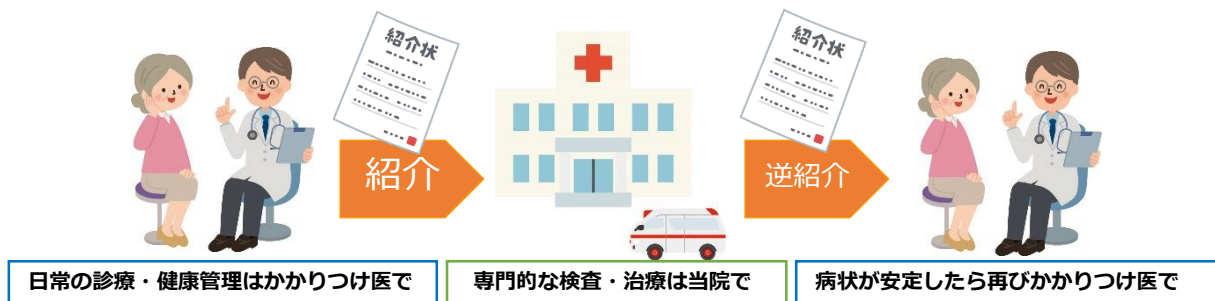 紹介状
紹介
紹介状
逆紹介
日常の診療・健康管理はかかりつけ医で
専門的な検査・治療は当院で
病状が安定したら再びかかりつけ医で